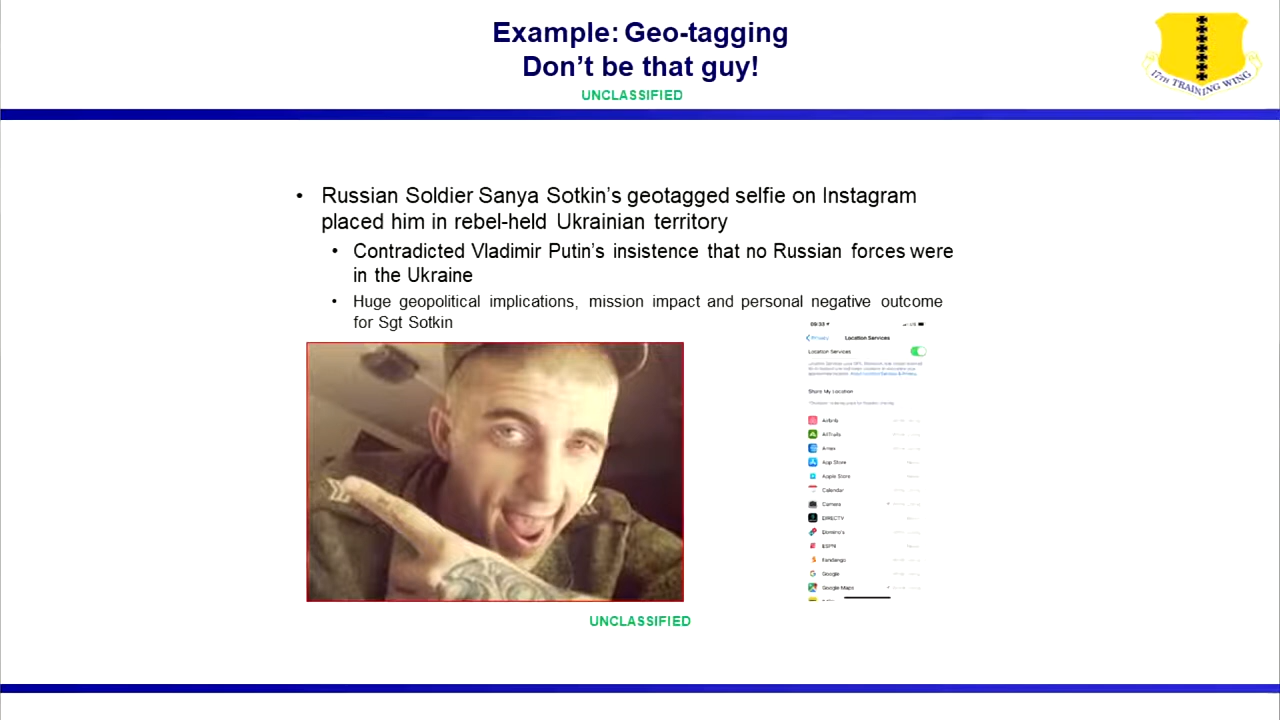 Example: Geo-tagging
Don't be that guy!
UNCLASSIFIED
17TH TRAINING WING
• Russian Soldier Sanya Sotkin's geotagged selfie on Instagram
placed him in rebel-held Ukrainian territory
• Contradicted Vladimir Putin's insistence that no Russian forces were
in the Ukraine
• Huge geopolitical implications, mission impact and personal negative outcome
for Sgt Sotkin
09:33
Privacy Location Services
Location Services
Share My Location
Airbnb
AllTrails
Amex
App Store
Apple Store
Calendar
Camera
DIRECTV
Domino's
ESPN
Fandango
Google
Google Maps
UNCLASSIFIED